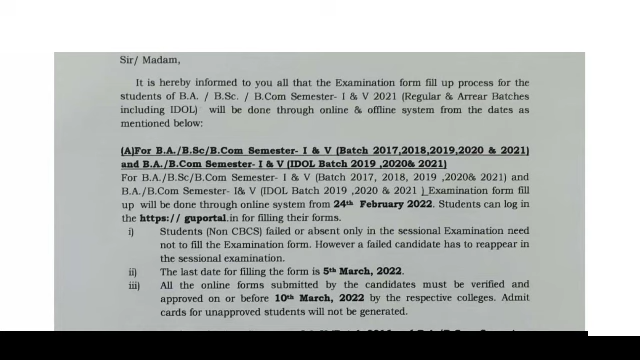 Sir/ Madam,
It is hereby informed to you all that the Examination form fill up process for the
students of B.A. / B.Sc. / B.Com Semester- I & V 2021 (Regular & Arrear Batches
including IDOL) will be done through online & offline system from the dates as
mentioned below:
(A)For B.A./B.Sc/B.Com Semester- I & V (Batch 2017,2018,2019,2020 & 2021)
and B.A./B.Com Semester- I & V (IDOL Batch 2019 ,2020& 2021)
For B.A./B.Sc/B.Com Semester- I & V (Batch 2017, 2018, 2019 ,2020& 2021) and
B.A./B.Com Semester- I& V (IDOL Batch 2019 ,2020 & 2021 ) Examination form fill
up will be done through online system from 24th February 2022. Students can log in
the https:// guportal.in for filling their forms.
i) Students (Non CBCS) failed or absent only in the sessional Examination need
not to fill the Examination form. However a failed candidate has to reappear in
the sessional examination.
ii) The last date for filling the form is 5th March, 2022.
iii) All the online forms submitted by the candidates must be verified and
approved on or before 10th March, 2022 by the respective colleges. Admit
cards for unapproved students will not be generated.